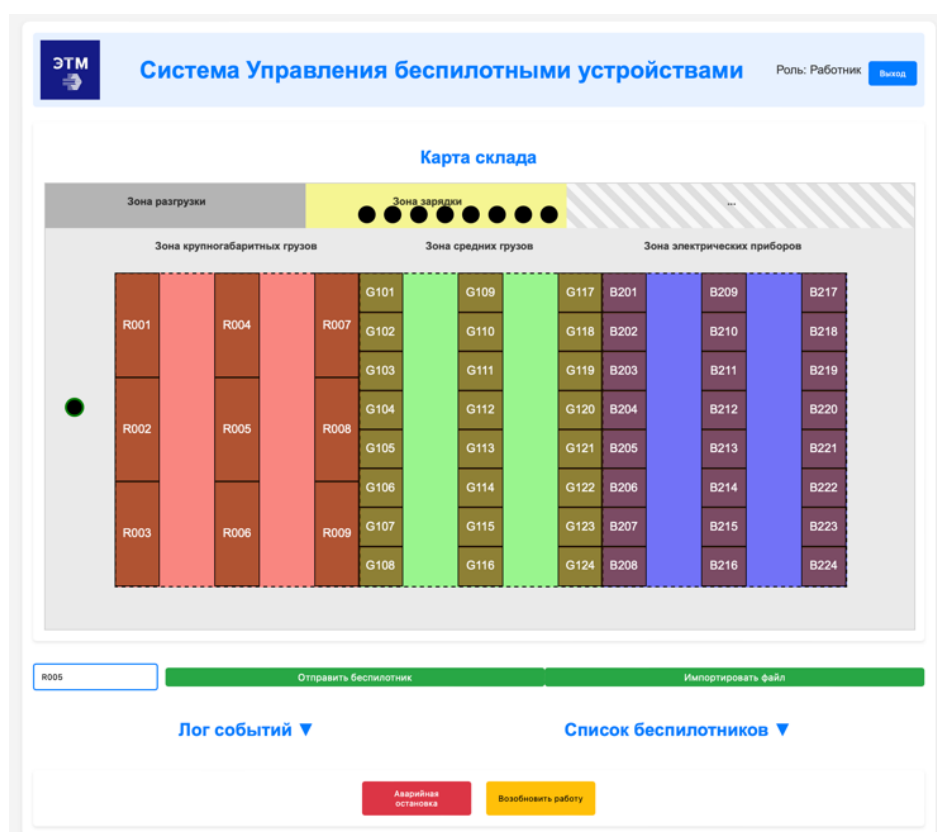 ЭТМ
Система Управления беспилотными устройствами
Роль: Работник
Выход
Карта склада
Зона разгрузки
Зона зарядки
...
Зона крупногабаритных грузов
Зона средних грузов
Зона электрических приборов
G101 G109 G117 B201 B209 B217
R001 R004 R007
G102 G110 G118 B202 B210 B218
G103 G111 G119 B203 B211 B219
G104 G112 G120 B204 B212 B220
R002 R005 R008
G105 G113 G121 B205 B213 B221
G106 G114 G122 B206 B214 B222
G107 G115 G123 B207 B215 B223
R003 R006 R009
G108 G116 G124 B208 B216 B224
R005
Отправить беспилотник
Импортировать файл
Лог событий ▼
Список беспилотников ▼
Аварийная
остановка
Возобновить работу